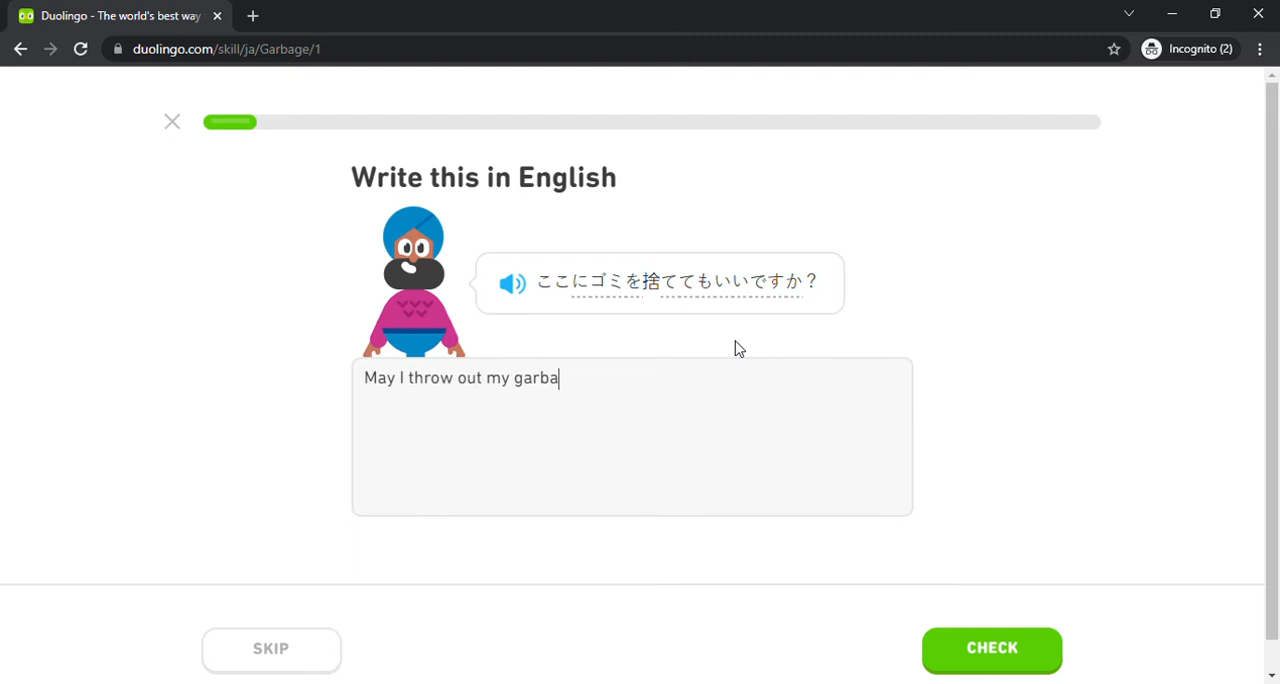 Duolingo - The world's best way
duolingo.com/skill/ja/Garbage/1
Incognito (2)
Write this in English
ここにゴミを捨ててもいいですか？
May I throw out my garba
SKIP
CHECK